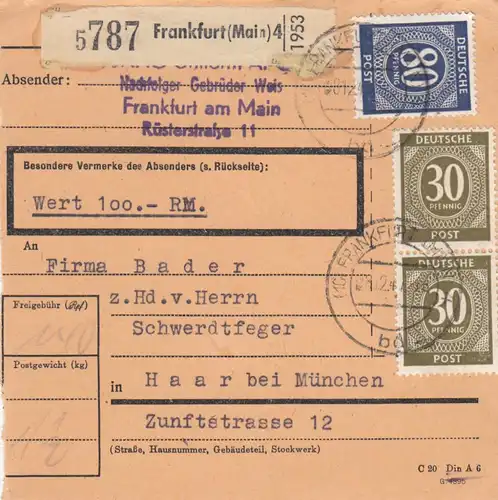 5787 Frankfurt (Main) 4 1953
Absender:
Nachfolger Gebrüder Weis
Frankfurt am Main
Rüsterstraße 11
DEUTSCHE
80
PFENNIG
POST
Besondere Vermerke des Absenders (s. Rückseite):
Wert 100.- RM.
DEUTSCHE
30
PFENNIG
POST
An
Firma Bader
z.Hd.v.Herrn
Schwerdtfeger
FRANKFURT
DEUTSCHE
30
PFENNIG
POST
Freigebühr (Rpf)
Postgewicht (kg)
in Haar bei München
Zunftstrasse 12
(Straße, Hausnummer, Gebäudeteil, Stockwerk)
C 20 Din A 6